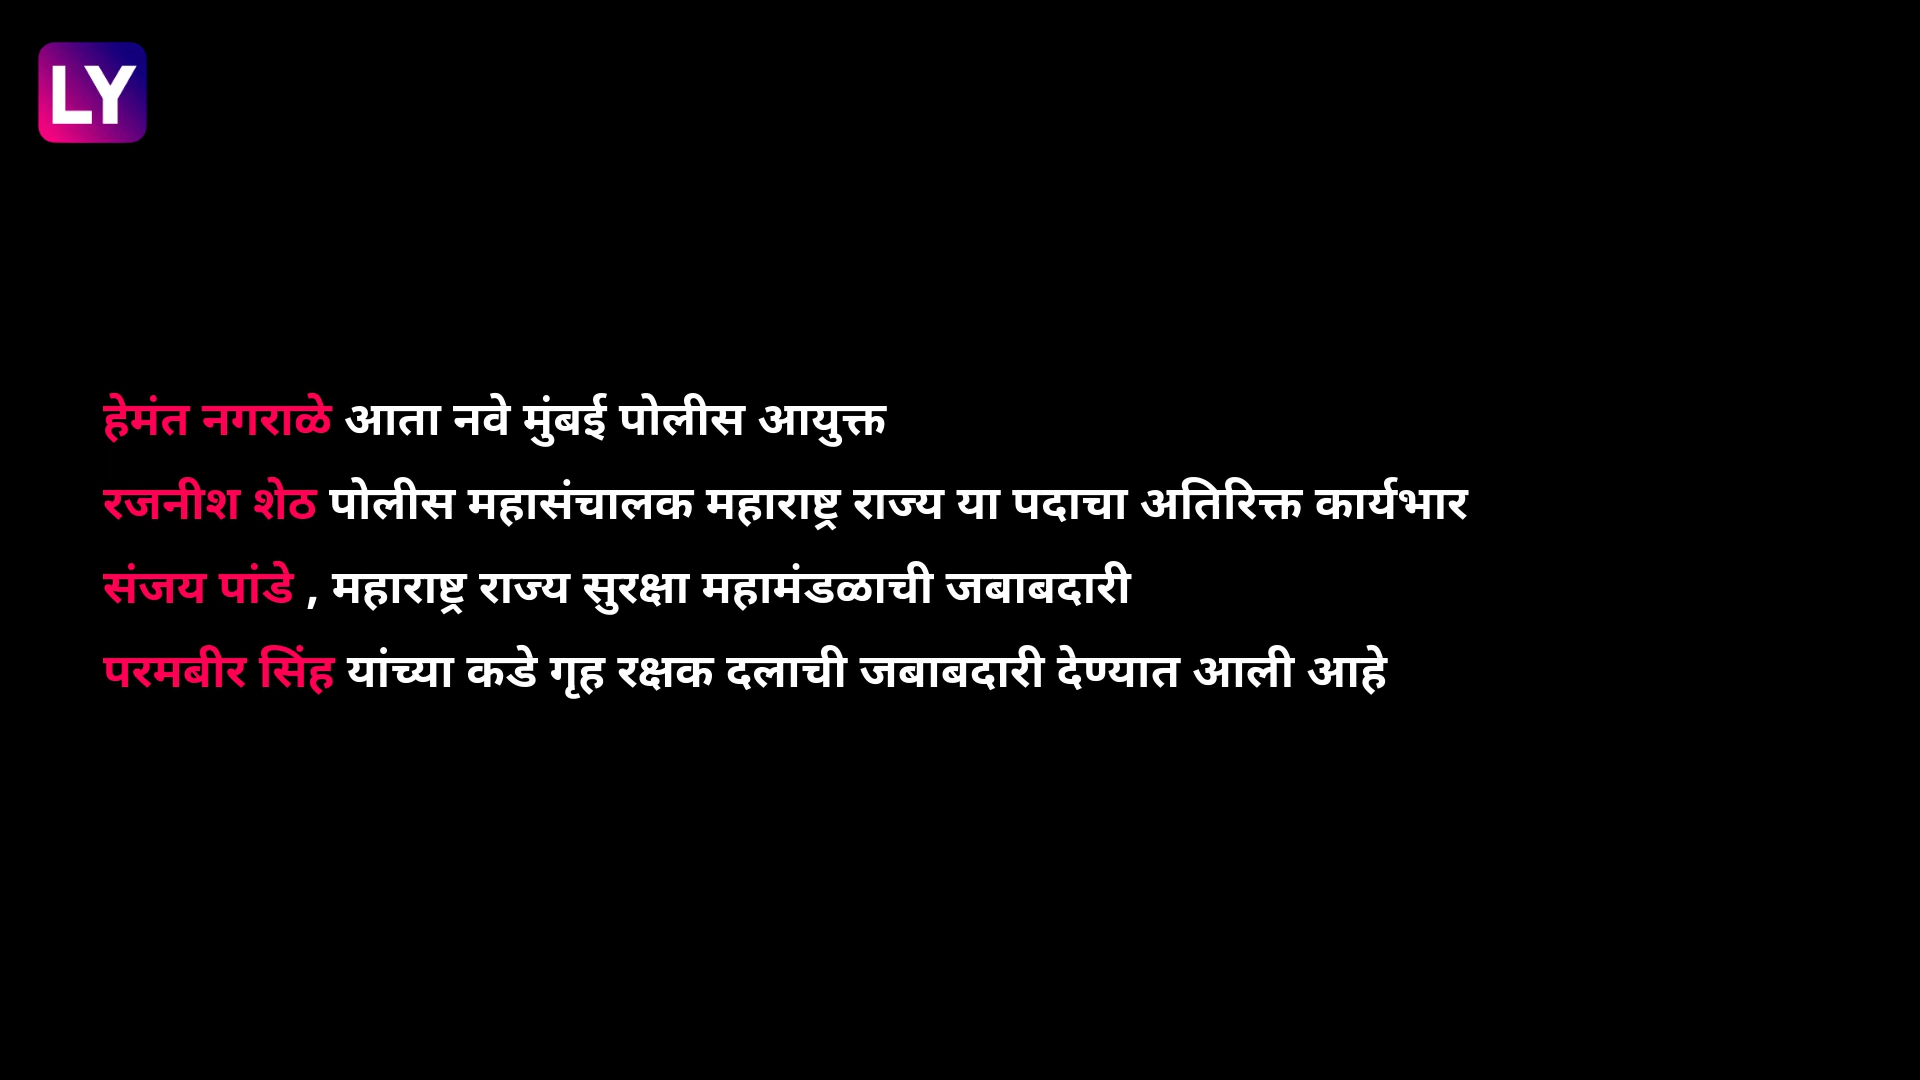 LY
हेमंत नगराळे आता नवे मुंबई पोलीस आयुक्त
रजनीश शेठ पोलीस महासंचालक महाराष्ट्र राज्य या पदाचा अतिरिक्त कार्यभार
संजय पांडे , महाराष्ट्र राज्य सुरक्षा महामंडळाची जबाबदारी
परमबीर सिंह यांच्या कडे गृह रक्षक दलाची जबाबदारी देण्यात आली आहे